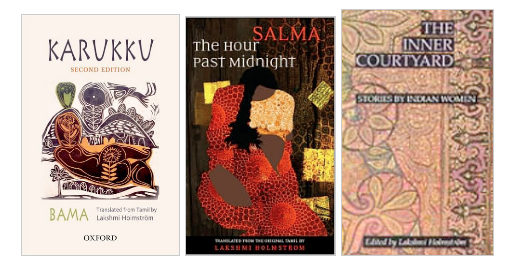 KARUKKU
SECOND EDITION
BAMA
Translated from Tamil by
Lakshmi Holmström
OXFORD
SALMA
The Hour
Past Midnight
TRANSLATED FROM THE ORIGINAL TAMIL BY
LAKSHMI HOLMSTRÖM
THE
INNER
COURTYARD
STORIES BY INDIAN WOMEN
Edited by Lakshmi Holmström